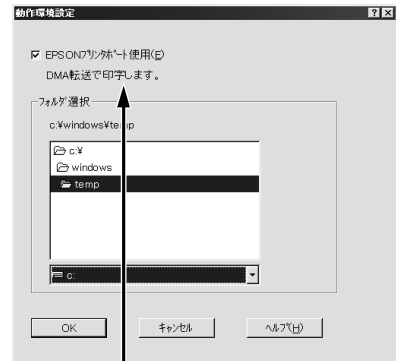 動作環境設定
EPSONﾌﾟﾘﾝﾀﾎﾟｰﾄ使用(E)
DMA転送で印字します。
フォルダ選択
c:¥windows¥temp
c:¥
windows
temp
c:
OK
ｷｬﾝｾﾙ
ﾍﾙﾌﾟ(H)